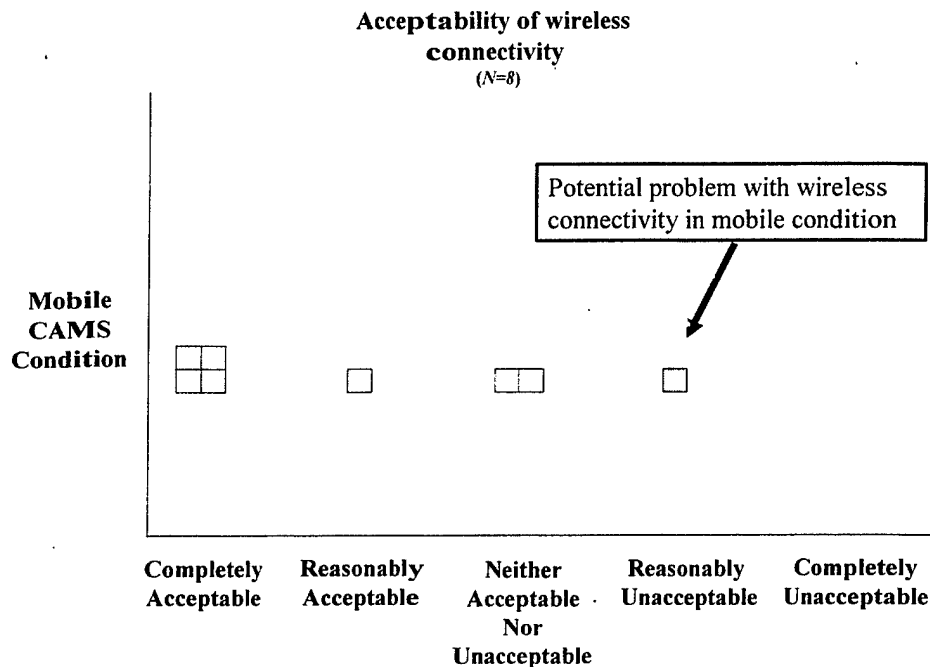 Acceptability of wireless
connectivity
(N=8)
Potential problem with wireless
connectivity in mobile condition
Mobile
CAMS
Condition
Completely
Acceptable
Reasonably
Acceptable
Neither
Acceptable
Nor
Unacceptable
Reasonably
Unacceptable
Completely
Unacceptable